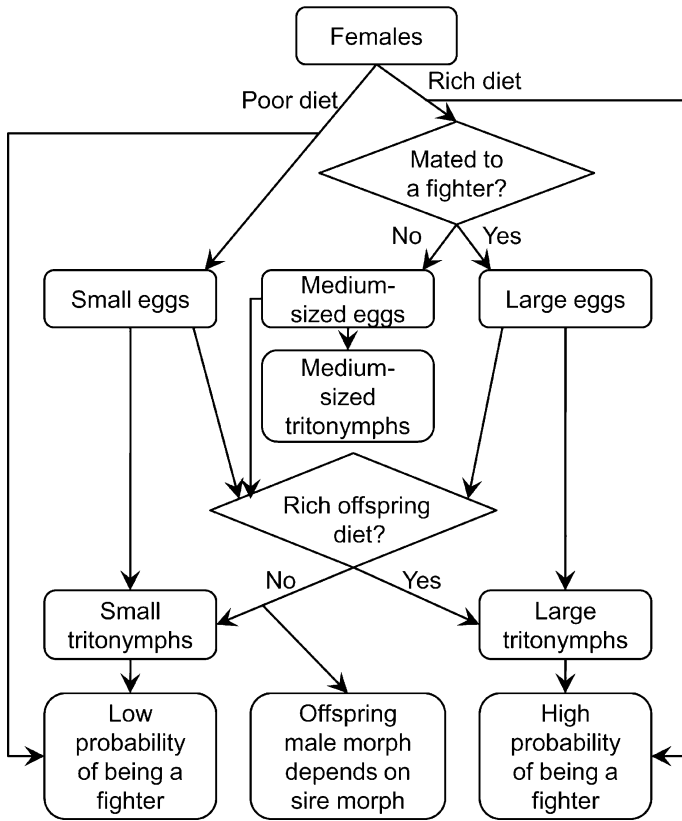 Females
Poor diet
Rich diet
Mated to
a fighter?
No
Yes
Small eggs
Medium-
sized eggs
Large eggs
Medium-
sized
tritonymphs
Rich offspring
diet?
No
Yes
Small
tritonymphs
Large
tritonymphs
Low
probability
of being a
fighter
Offspring
male morph
depends on
sire morph
High
probability
of being a
fighter